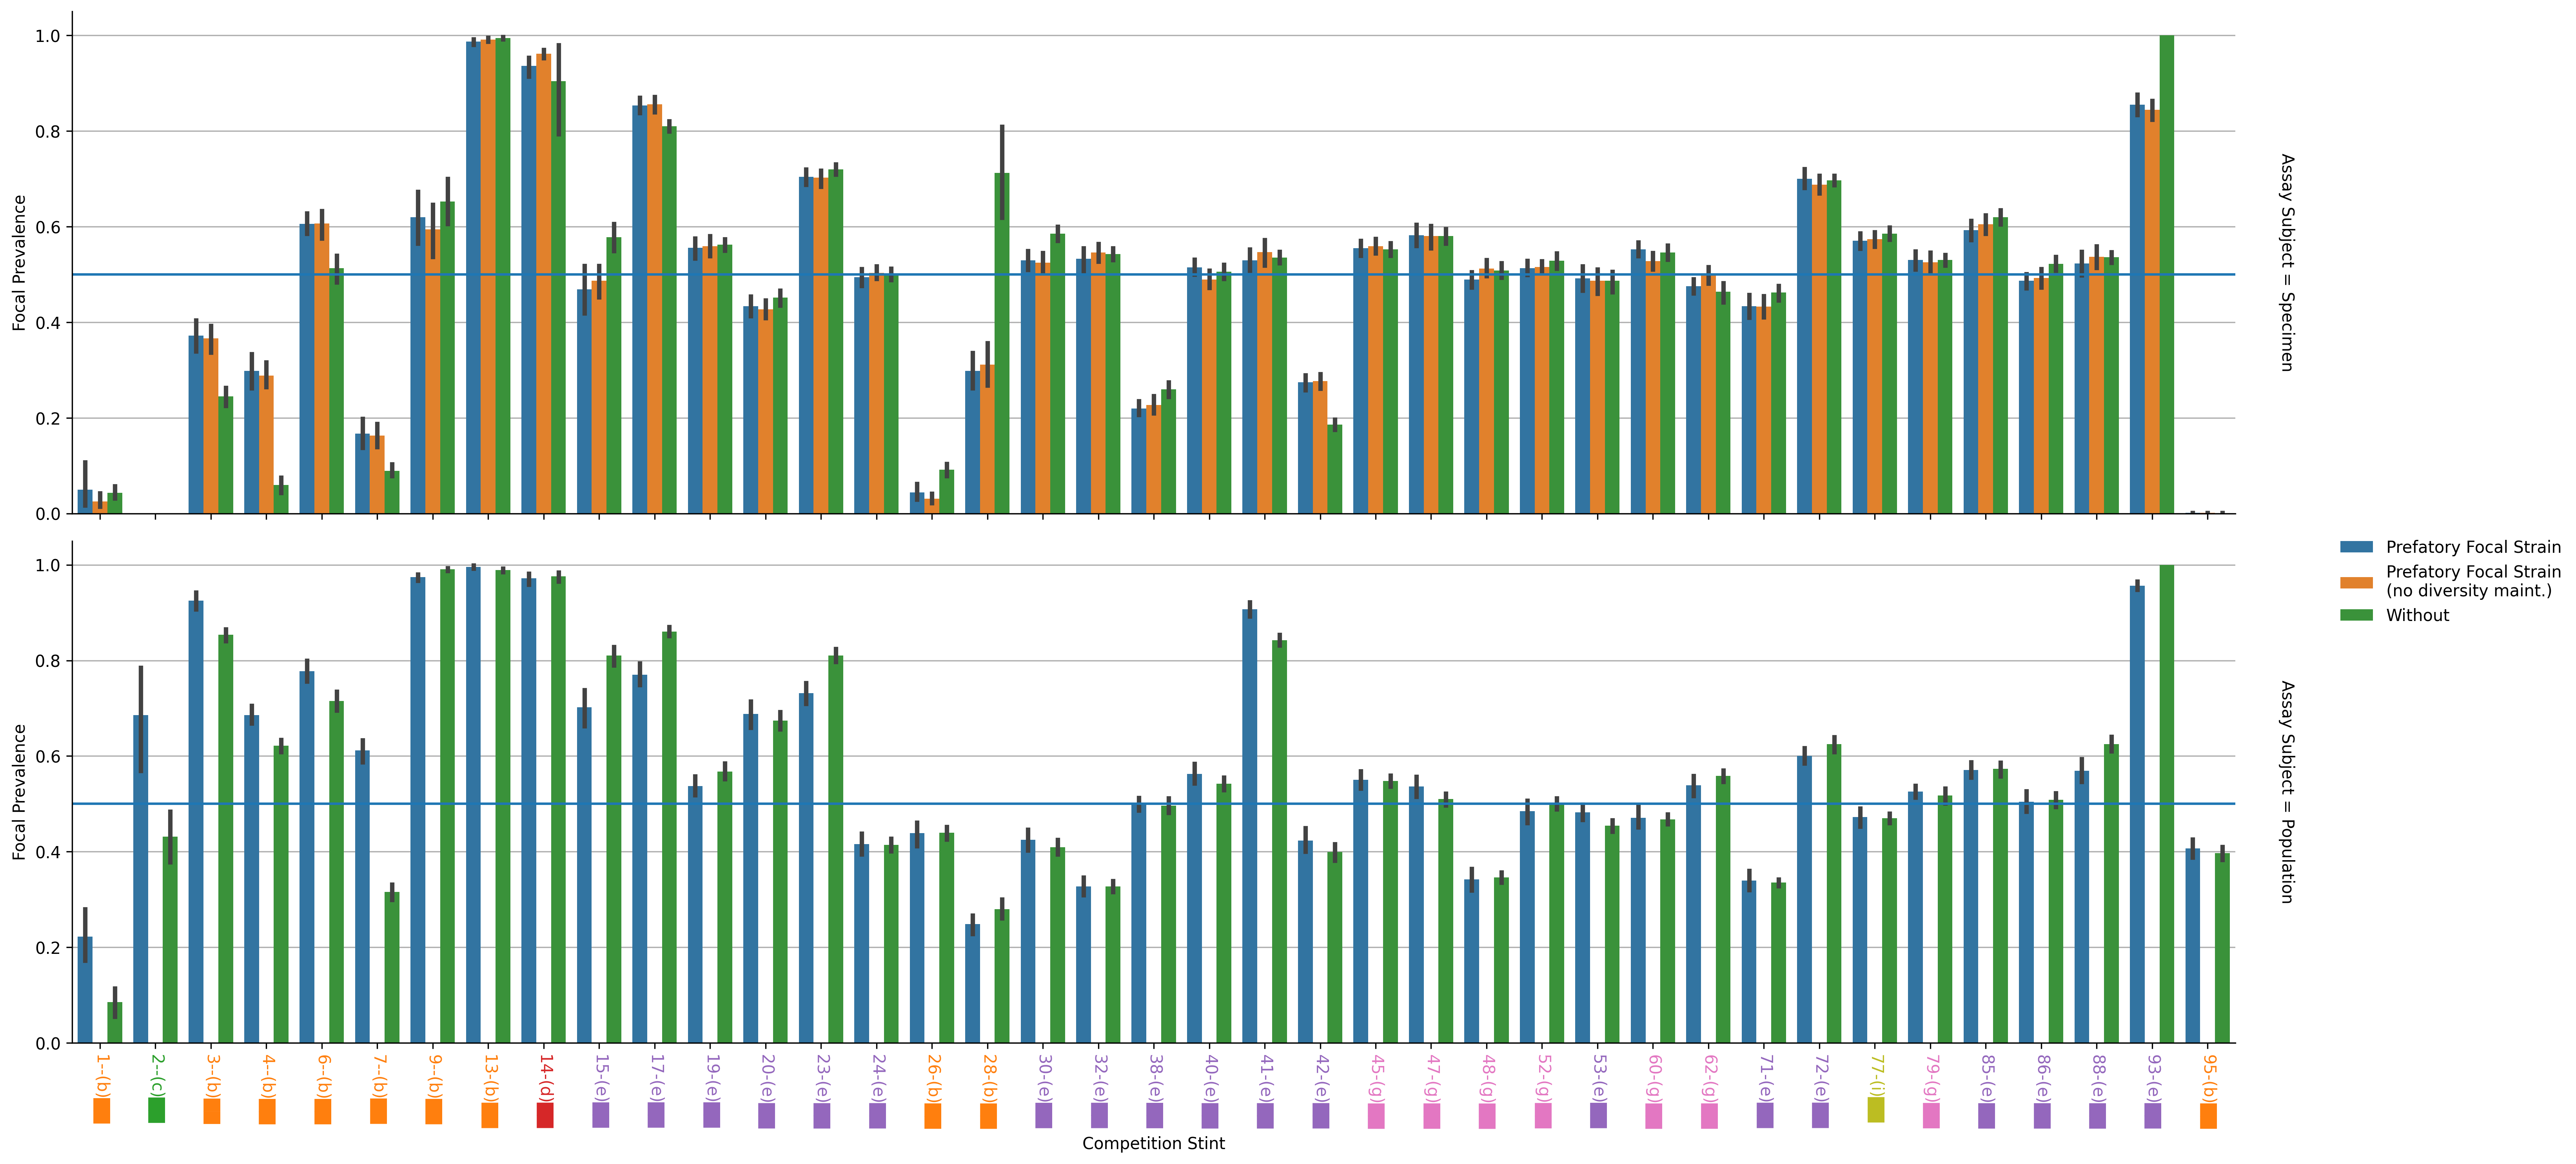 1.0
0.8
0.6
0.4
0.2
0.0
Focal Prevalence
Assay Subject = Specimen
1.0
0.8
0.6
0.4
0.2
0.0
Focal Prevalence
Assay Subject = Population
Prefatory Focal Strain
Prefatory Focal Strain
(no diversity maint.)
Without
1--(b)
2--(c)
3--(b)
4--(b)
6--(b)
7--(b)
9--(b)
13-(b)
14-(d)
15-(e)
17-(e)
19-(e)
20-(e)
23-(e)
24-(e)
26-(b)
28-(b)
30-(e)
32-(e)
38-(e)
40-(e)
41-(e)
42-(e)
45-(g)
47-(g)
48-(g)
52-(g)
53-(e)
60-(g)
62-(g)
71-(e)
72-(e)
77-(i)
79-(g)
85-(e)
86-(e)
88-(e)
93-(e)
95-(b)
Competition Stint